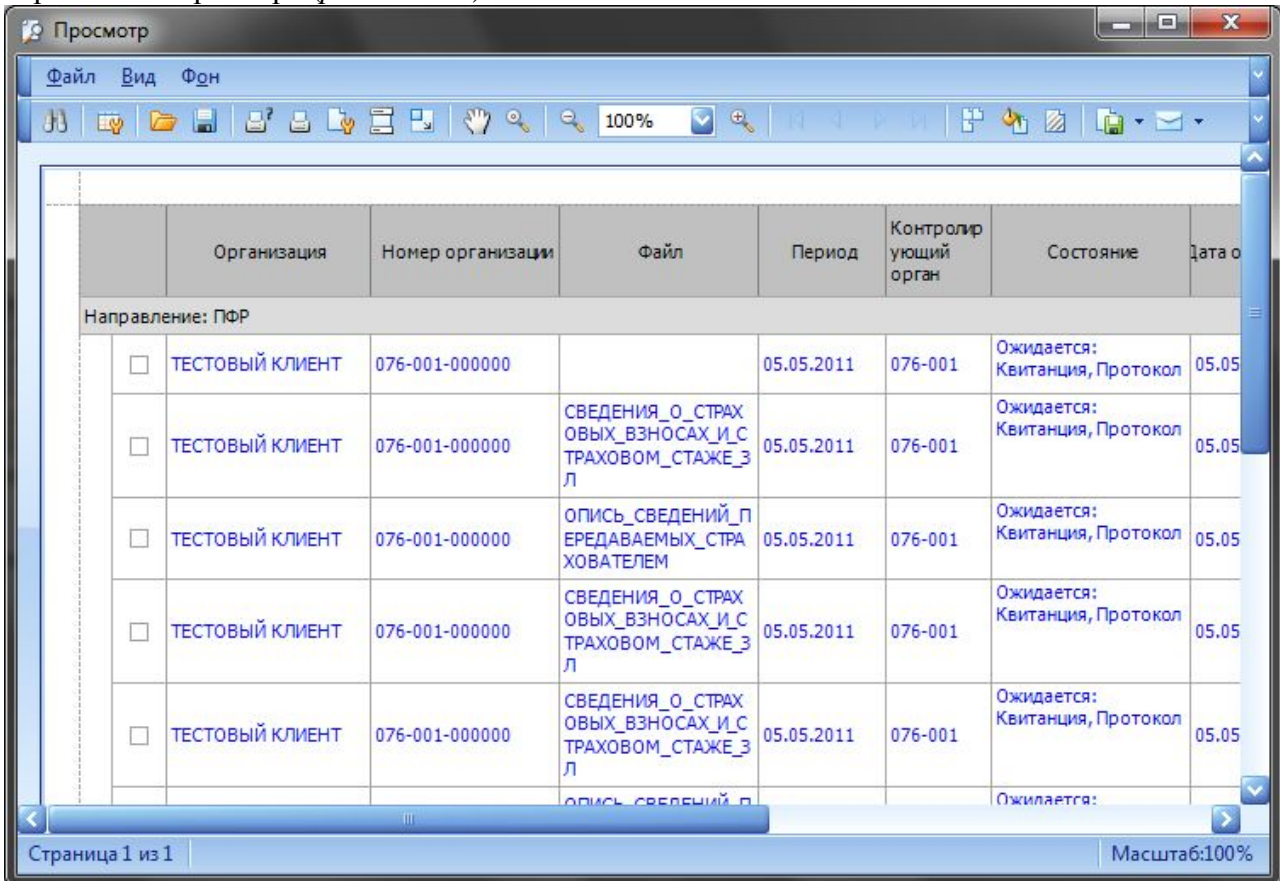 Просмотр
Файл Вид Фон
100%
Организация Номер организации Файл Период Контролирующий орган Состояние Дата о
Направление: ПФР
ТЕСТОВЫЙ КЛИЕНТ 076-001-000000 05.05.2011 076-001 Ожидается:
Квитанция, Протокол 05.05
СВЕДЕНИЯ_О_СТРАХ
ОВЫХ_ВЗНОСАХ_И_С
ТРАХОВОМ_СТАЖЕ_З
Л
ТЕСТОВЫЙ КЛИЕНТ 076-001-000000 05.05.2011 076-001 Ожидается:
Квитанция, Протокол 05.05
ОПИСЬ_СВЕДЕНИЙ_П
ЕРЕДАВАЕМЫХ_СТРА
ХОВАТЕЛЕМ
ТЕСТОВЫЙ КЛИЕНТ 076-001-000000 05.05.2011 076-001 Ожидается:
Квитанция, Протокол 05.05
СВЕДЕНИЯ_О_СТРАХ
ОВЫХ_ВЗНОСАХ_И_С
ТРАХОВОМ_СТАЖЕ_З
Л
ТЕСТОВЫЙ КЛИЕНТ 076-001-000000 05.05.2011 076-001 Ожидается:
Квитанция, Протокол 05.05
СВЕДЕНИЯ_О_СТРАХ
ОВЫХ_ВЗНОСАХ_И_С
ТРАХОВОМ_СТАЖЕ_З
Л
ТЕСТОВЫЙ КЛИЕНТ 076-001-000000 05.05.2011 076-001 Ожидается:
Квитанция, Протокол 05.05
ОПИСЬ_СВЕДЕНИЙ_П Ожидается:
Страница 1 из 1 Масштаб:100%